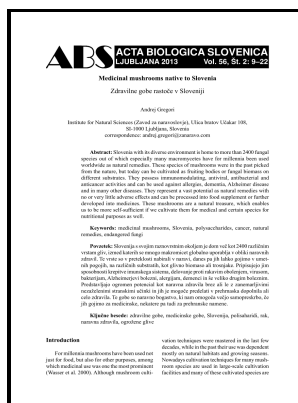 ABS ACTA BIOLOGICA SLOVENICA
LJUBLJANA 2013 Vol. 56, Št. 2: 9–22
Medicinal mushrooms native to Slovenia
Zdravilne gobe rastoče v Sloveniji
Andrej Gregori
Institute for Natural Sciences (Zavod za naravoslovje), Ulica bratov Učakar 108,
SI-1000 Ljubljana, Slovenia
correspondence: andrej.gregori@zanaravo.com
Abstract: Slovenia with its diverse environment is home to more than 2400 fungal
species out of which especially many macromycetes have for millenia been used
worldwide as natural remedies. These species of mushrooms were in the past picked
from the nature, but today can be cultivated as fruiting bodies or fungal biomass on
different substrates. They possess immunomodulating, antiviral, antibacterial and
anticancer activities and can be used against allergies, dementia, Alzheimer disease
and in many other diseases. They represent a vast potential as natural remedies with
no or very little adverse effects and can be processed into food supplement or further
developed into medicines. These mushrooms are a natural treasure, which enables
us to be more self-sufficient if we cultivate them for medical and certain species for
nutritional purposes as well.
Keywords: medicinal mushrooms, Slovenia, polysaccharides, cancer, natural
remedies, endangered fungi
Povzetek: Slovenija s svojim raznovrstnim okoljem je dom več kot 2400 različnim
vrstam gliv, izmed katerih so mnoge makromicete globalno uporabljane v obliki naravnih
zdravil. Te vrste so v preteklosti nabirali v naravi, danes pa jih lahko gojimo v umet-
nih pogojih, na različnih substratih, kot glivno biomaso ali trosnjake. Pripisujejo jim
sposobnosti krepitve imunskega sistema, delovanje proti rakavim obolenjem, virusom,
bakterijam, Alzheimerjevi bolezni, alergijam, demenci in še veliko drugim boleznim.
Predstavljajo ogromen potencial kot naravna zdravila brez ali le z zanemarljivimi
nezaželenimi stranskimi učinki in jih je mogoče predelati v prehranska dopolnila ali
cele zdravila. Te gobe so naravno bogastvo, ki nam omogoča večjo samopreskrbo, če
jih gojimo za medicinske, nekatere pa tudi za prehranske namene.
Ključne besede: zdravilne gobe, medicinske gobe, Slovenija, polisaharidi, rak,
naravna zdravila, ogrožene glive
Introduction
For millennia mushrooms have been used not
just for food, but also for other purposes, among
which medicinal use was one the most prominent
(Wasser et al. 2000). Although mushroom culti-
vation techniques were mastered in the last few
decades, while in the past their use was dependent
mostly on natural habitats and growing seasons.
Nowadays cultivation techniques for many mush-
room species are used in large-scale cultivation
facilities and many of these cultivated species are